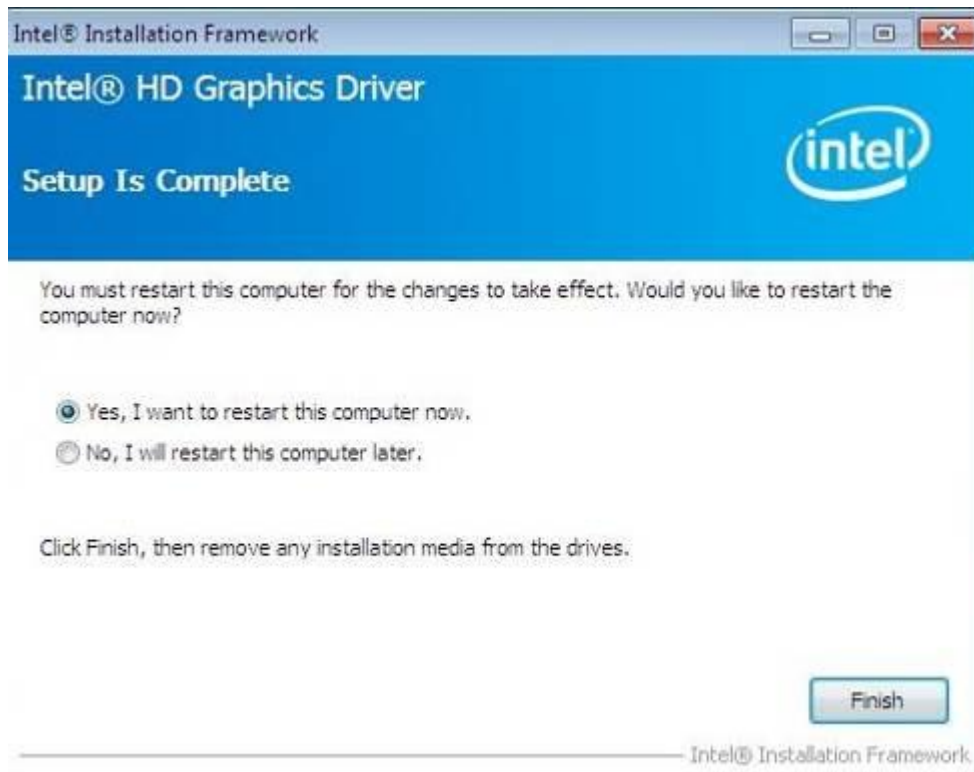 Intel® Installation Framework
Intel® HD Graphics Driver
intel
Setup Is Complete
You must restart this computer for the changes to take effect. Would you like to restart the
computer now?
Yes, I want to restart this computer now.
No, I will restart this computer later.
Click Finish, then remove any installation media from the drives.
Finish
Intel® Installation Framework